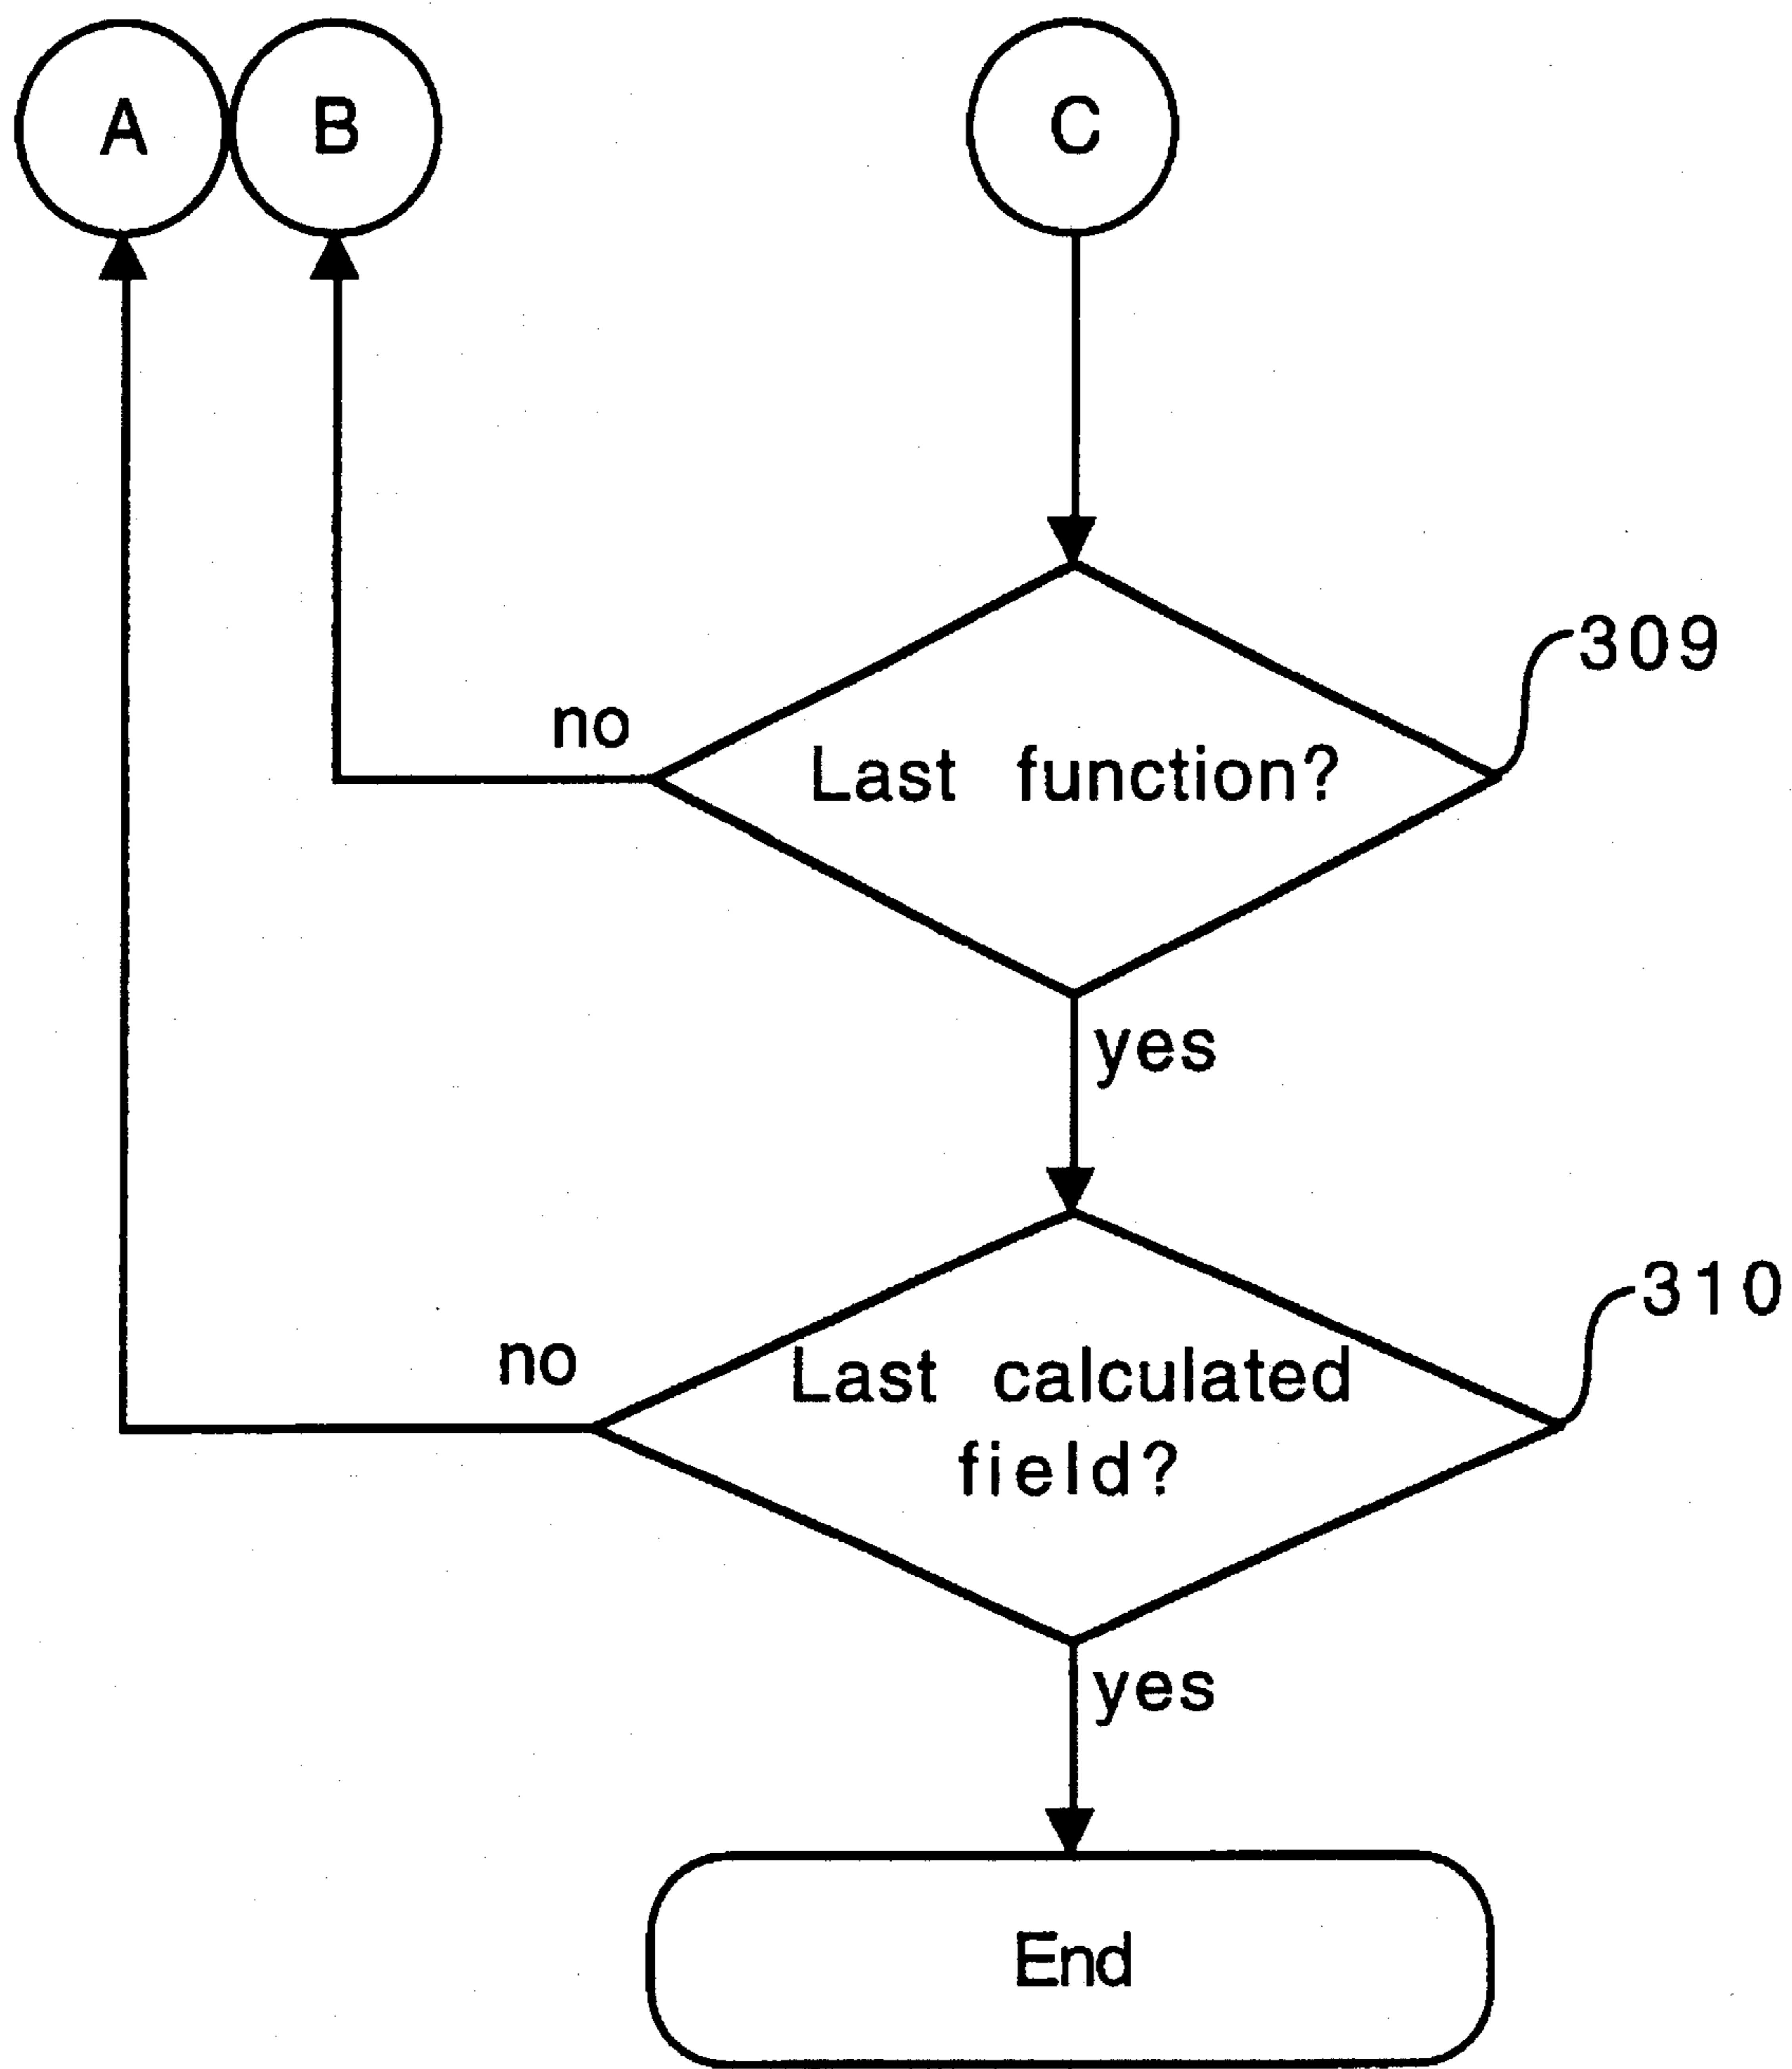 A
B
C
309
no
Last function?
yes
310
no
Last calculated
field?
yes
End